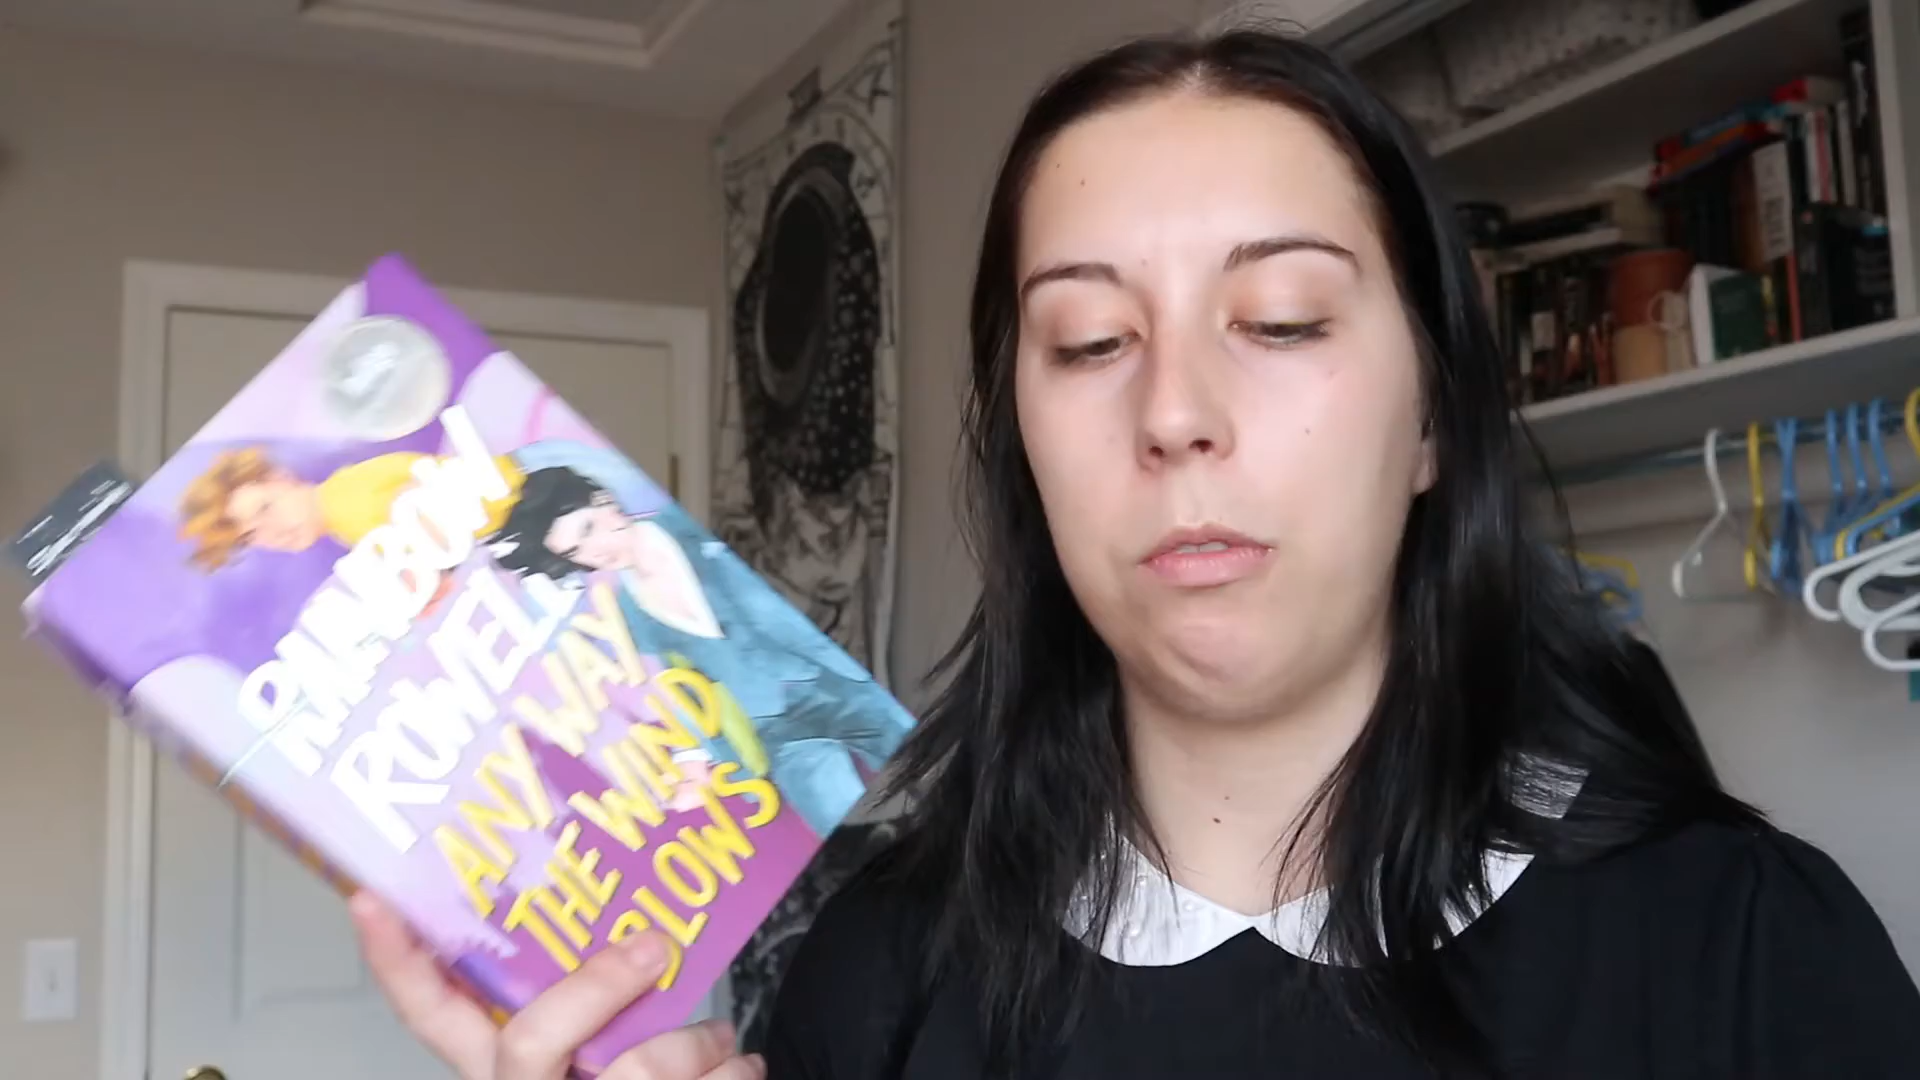 RAINBOW
ROWELL
ANY WAY
THE WIND
BLOWS